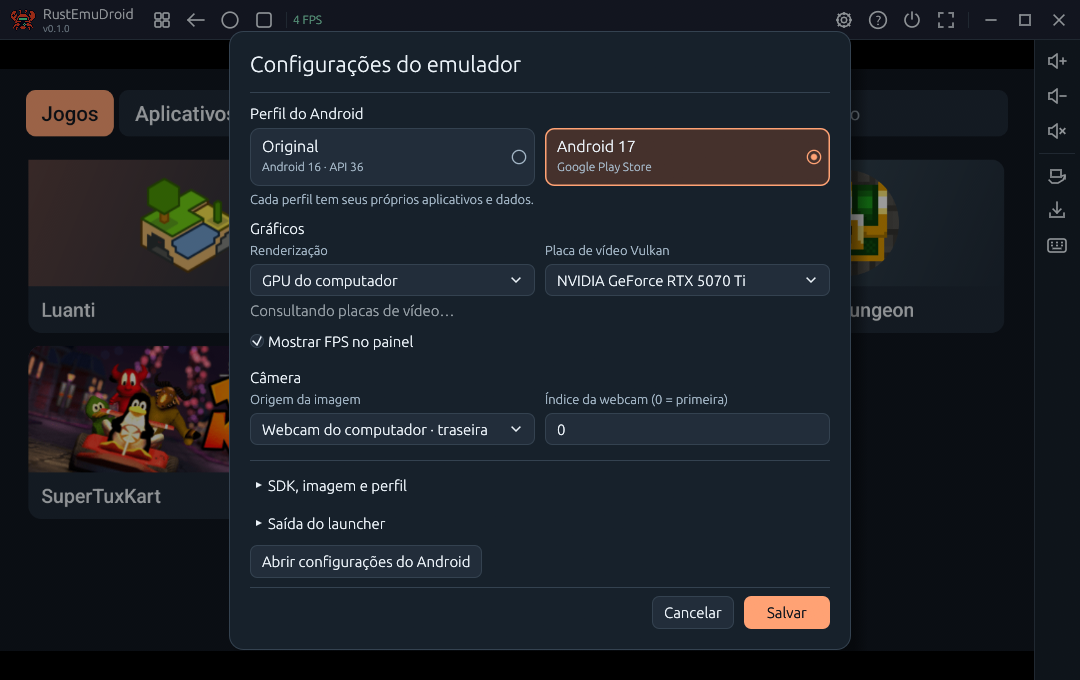 RustEmuDroid
v0.1.0
4 FPS
Jogos
Aplicativos
Luanti
ungeon
SuperTuxKart
Configurações do emulador
Perfil do Android
Original
Android 16 · API 36
Android 17
Google Play Store
Cada perfil tem seus próprios aplicativos e dados.
Gráficos
Renderização
Placa de vídeo Vulkan
GPU do computador
NVIDIA GeForce RTX 5070 Ti
Consultando placas de vídeo…
Mostrar FPS no painel
Câmera
Origem da imagem
Índice da webcam (0 = primeira)
Webcam do computador · traseira
0
SDK, imagem e perfil
Saída do launcher
Abrir configurações do Android
Cancelar
Salvar